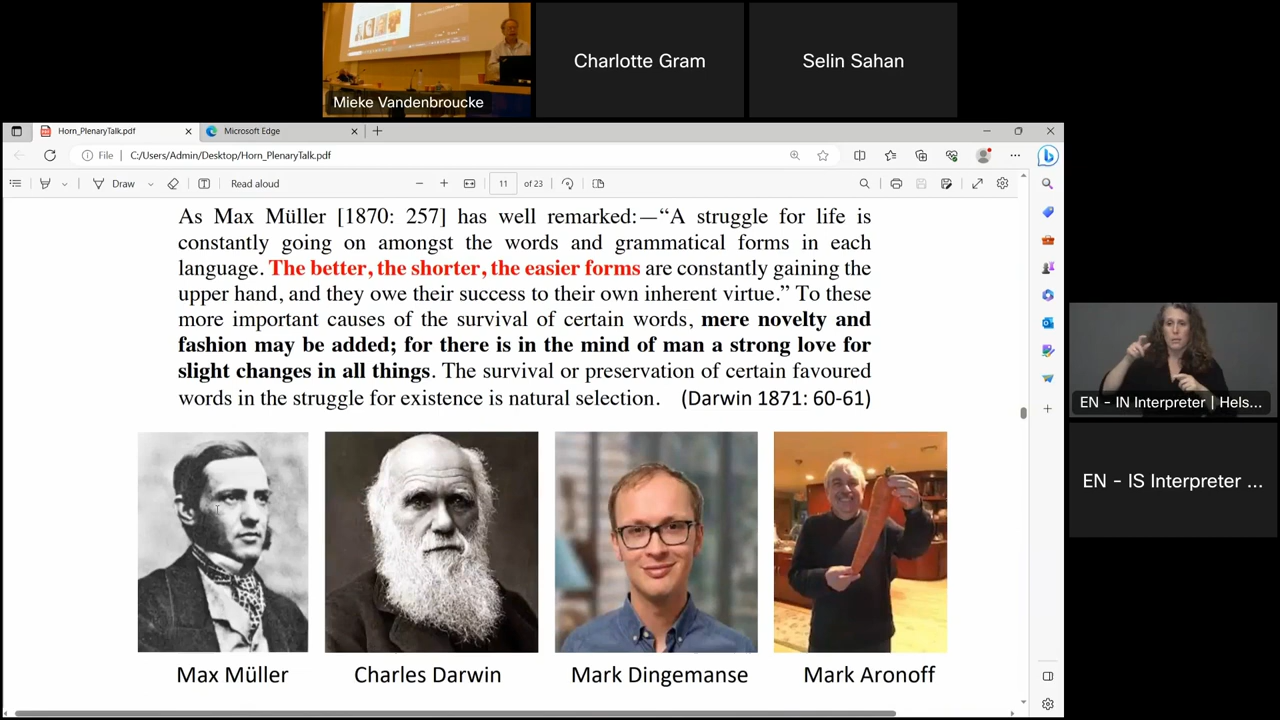 Mieke Vandenbroucke
Charlotte Gram
Selin Sahan
Horn_PlenaryTalk.pdf
Microsoft Edge
File
C:/Users/Admin/Desktop/Horn_PlenaryTalk.pdf
Draw
Read aloud
11
of 23
As Max Müller [1870: 257] has well remarked:—“A struggle for life is
constantly going on amongst the words and grammatical forms in each
language. The better, the shorter, the easier forms are constantly gaining the
upper hand, and they owe their success to their own inherent virtue.” To these
more important causes of the survival of certain words, mere novelty and
fashion may be added; for there is in the mind of man a strong love for
slight changes in all things. The survival or preservation of certain favoured
words in the struggle for existence is natural selection. (Darwin 1871: 60-61)
Max Müller
Charles Darwin
Mark Dingemanse
Mark Aronoff
EN - IN Interpreter | Hels...
EN - IS Interpreter ...